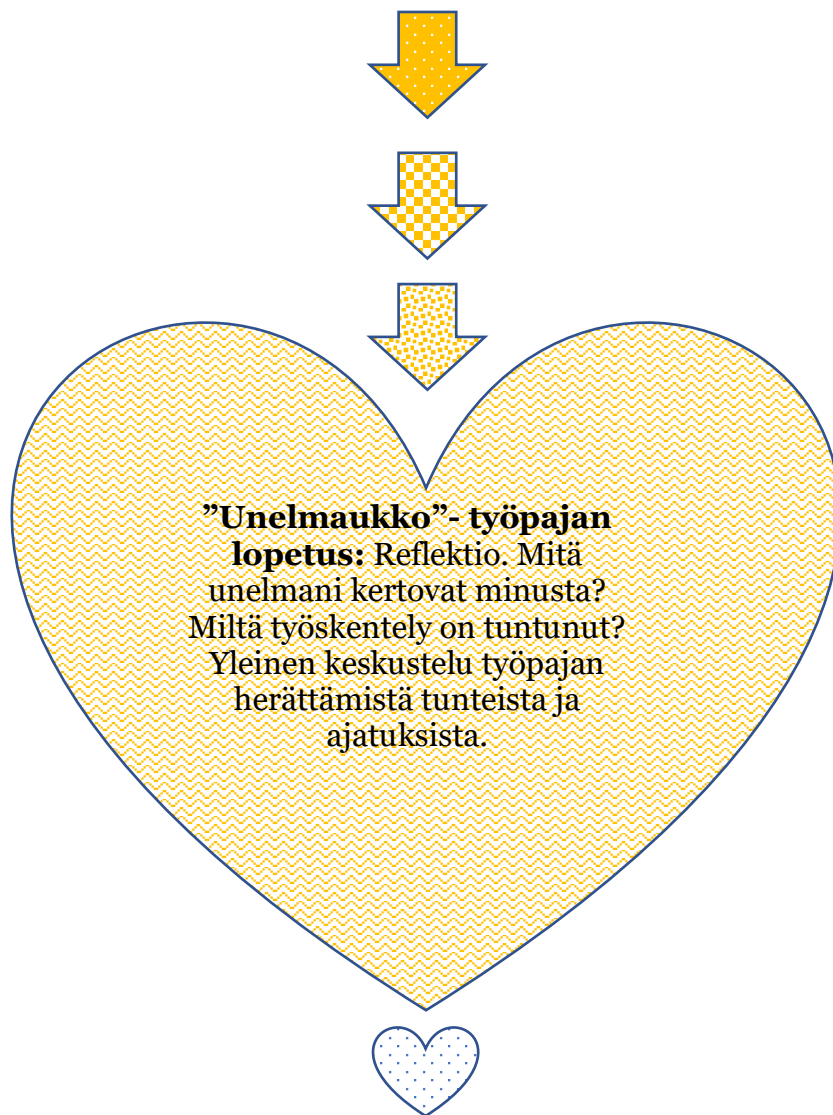 ”Unelmaukko”- työpajan
lopetus: Reflektio. Mitä
unelmani kertovat minusta?
Miltä työskentely on tuntunut?
Yleinen keskustelu työpajan
herättämistä tunteista ja
ajatuksista.